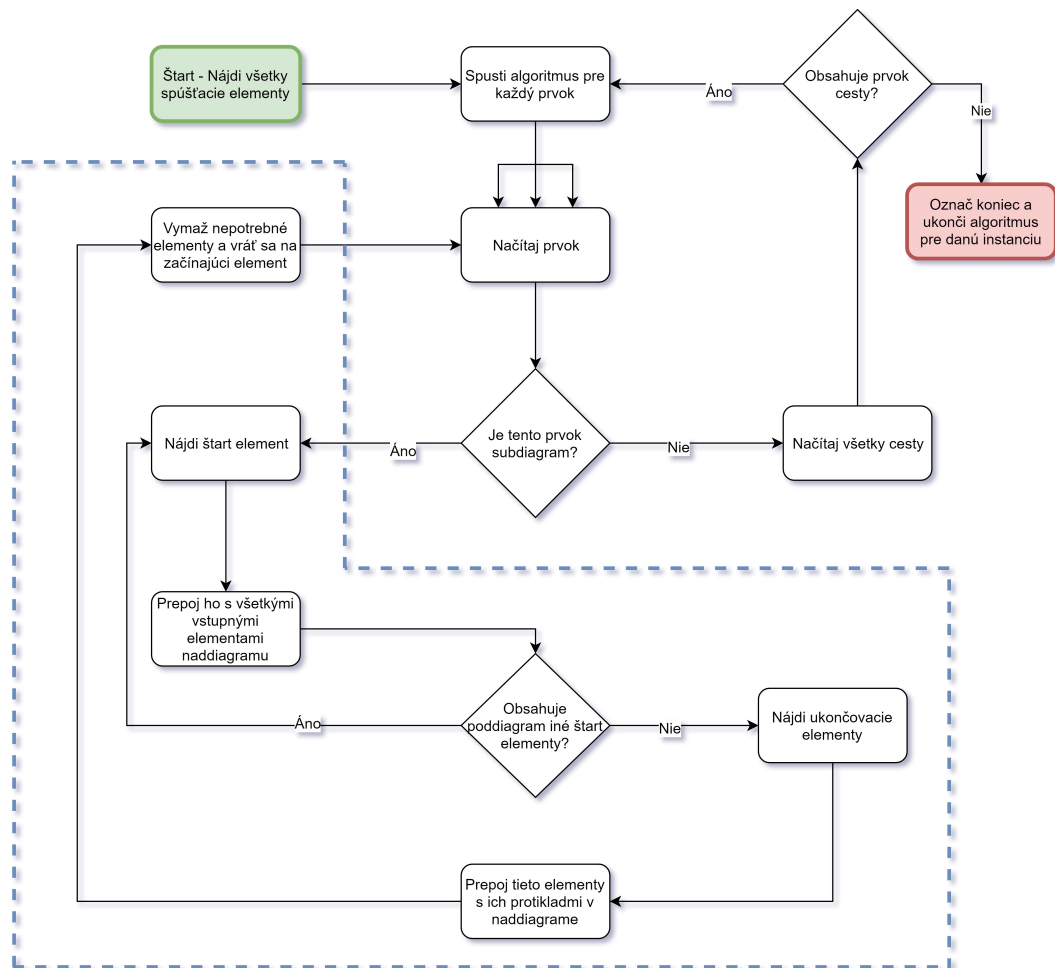 Štart - Nájdi všetky
spúšťacie elementy
Spusti algoritmus pre
každý prvok
Áno
Obsahuje prvok
cesty?
Nie
Označ koniec a
ukonči algoritmus
pre danú instanciu
Vymaž nepotrebné
elementy a vráť sa na
začínajúci element
Načítaj prvok
Nájdi štart element
Áno
Je tento prvok
subdiagram?
Nie
Načítaj všetky cesty
Prepoj ho s všetkými
vstupnými
elementami
naddiagramu
Áno
Obsahuje
poddiagram iné štart
elementy?
Nie
Nájdi ukončovacie
elementy
Prepoj tieto elementy
s ich protikladmi v
naddiagrame